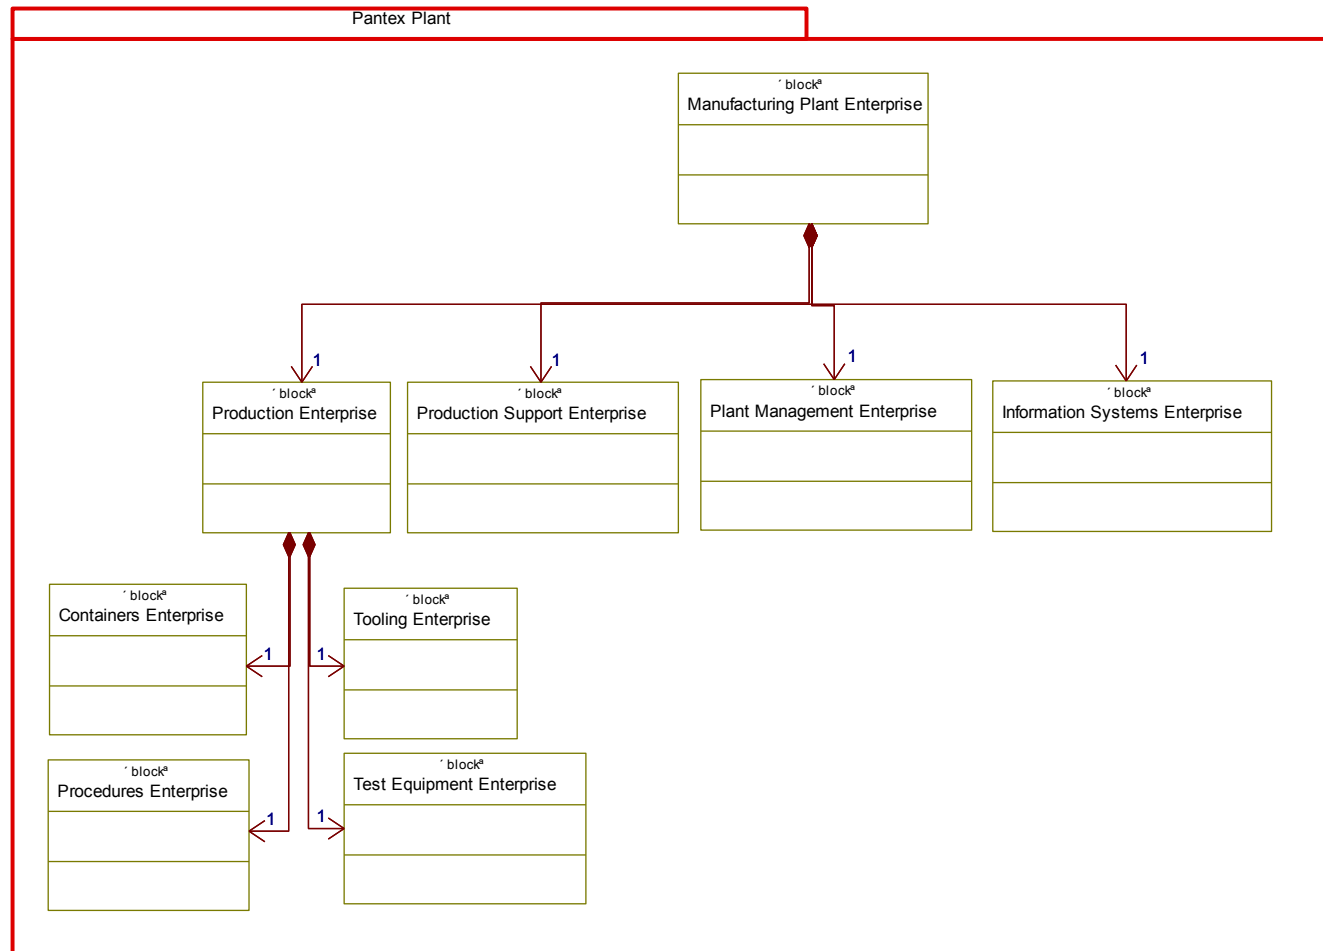 Pantex Plant
´ blockª
Manufacturing Plant Enterprise
1
1
1
1
´ blockª
Production Enterprise
´ blockª
Production Support Enterprise
´ blockª
Plant Management Enterprise
´ blockª
Information Systems Enterprise
´ blockª
Containers Enterprise
1
´ blockª
Tooling Enterprise
1
´ blockª
Procedures Enterprise
1
´ blockª
Test Equipment Enterprise
1